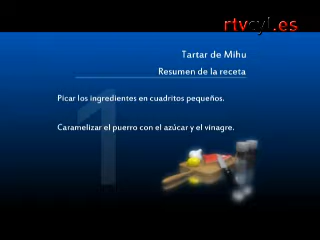 rtvcyl.es
Tartar de Mihu
Resumen de la receta
1
Picar los ingredientes en cuadritos pequeños.
Caramelizar el puerro con el azúcar y el vinagre.